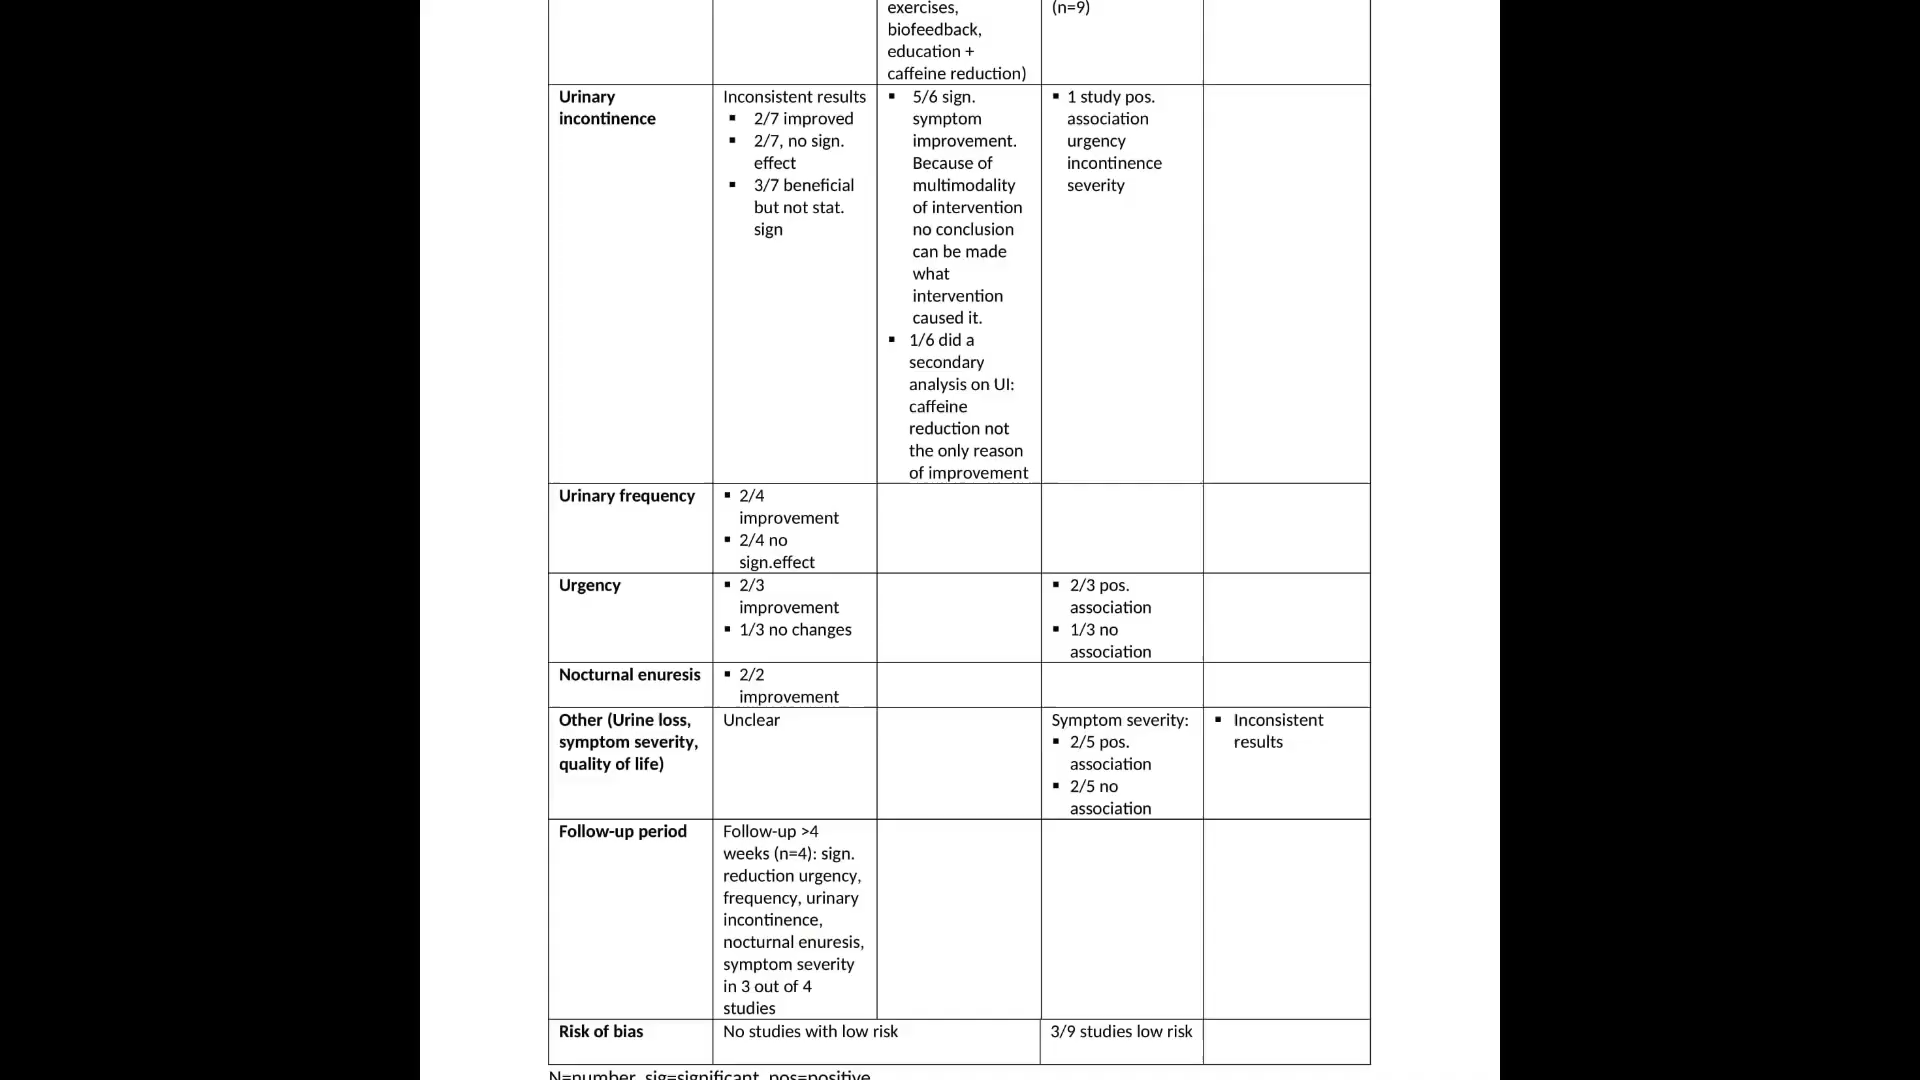 exercises,
biofeedback,
education +
caffeine reduction)
(n=9)
Urinary
incontinence
Inconsistent results
▪ 2/7 improved
▪ 2/7, no sign.
effect
▪ 3/7 beneficial
but not stat.
sign
▪ 5/6 sign.
symptom
improvement.
Because of
multimodality
of intervention
no conclusion
can be made
what
intervention
caused it.
▪ 1/6 did a
secondary
analysis on UI:
caffeine
reduction not
the only reason
of improvement
▪ 1 study pos.
association
urgency
incontinence
severity
Urinary frequency
▪ 2/4
improvement
▪ 2/4 no
sign.effect
Urgency
▪ 2/3
improvement
▪ 1/3 no changes
▪ 2/3 pos.
association
▪ 1/3 no
association
Nocturnal enuresis
▪ 2/2
improvement
Other (Urine loss,
symptom severity,
quality of life)
Unclear
Symptom severity:
▪ 2/5 pos.
association
▪ 2/5 no
association
▪ Inconsistent
results
Follow-up period
Follow-up >4
weeks (n=4): sign.
reduction urgency,
frequency, urinary
incontinence,
nocturnal enuresis,
symptom severity
in 3 out of 4
studies
Risk of bias
No studies with low risk
3/9 studies low risk
N=number, sig=significant, pos=positive